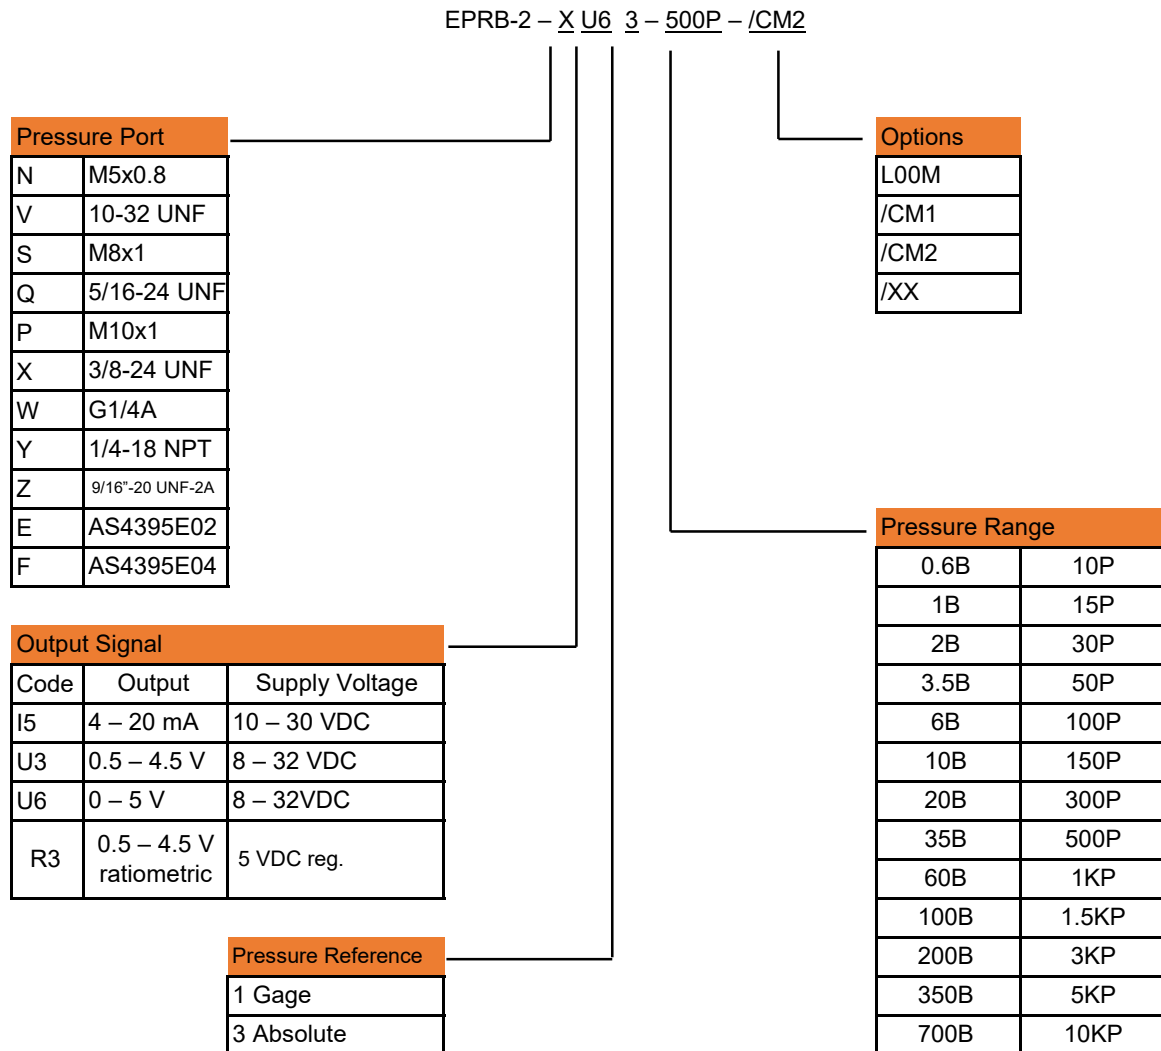 EPRB-2 – X U6 3 – 500P – /CM2
Pressure Port
N M5x0.8
V 10-32 UNF
S M8x1
Q 5/16-24 UNF
P M10x1
X 3/8-24 UNF
W G1/4A
Y 1/4-18 NPT
Z 9/16”-20 UNF-2A
E AS4395E02
F AS4395E04
Output Signal
Code Output Supply Voltage
I5 4 – 20 mA 10 – 30 VDC
U3 0.5 – 4.5 V 8 – 32 VDC
U6 0 – 5 V 8 – 32VDC
R3 0.5 – 4.5 V
ratiometric 5 VDC reg.
Pressure Reference
1 Gage
3 Absolute
Options
L00M
/CM1
/CM2
/XX
Pressure Range
0.6B 10P
1B 15P
2B 30P
3.5B 50P
6B 100P
10B 150P
20B 300P
35B 500P
60B 1KP
100B 1.5KP
200B 3KP
350B 5KP
700B 10KP